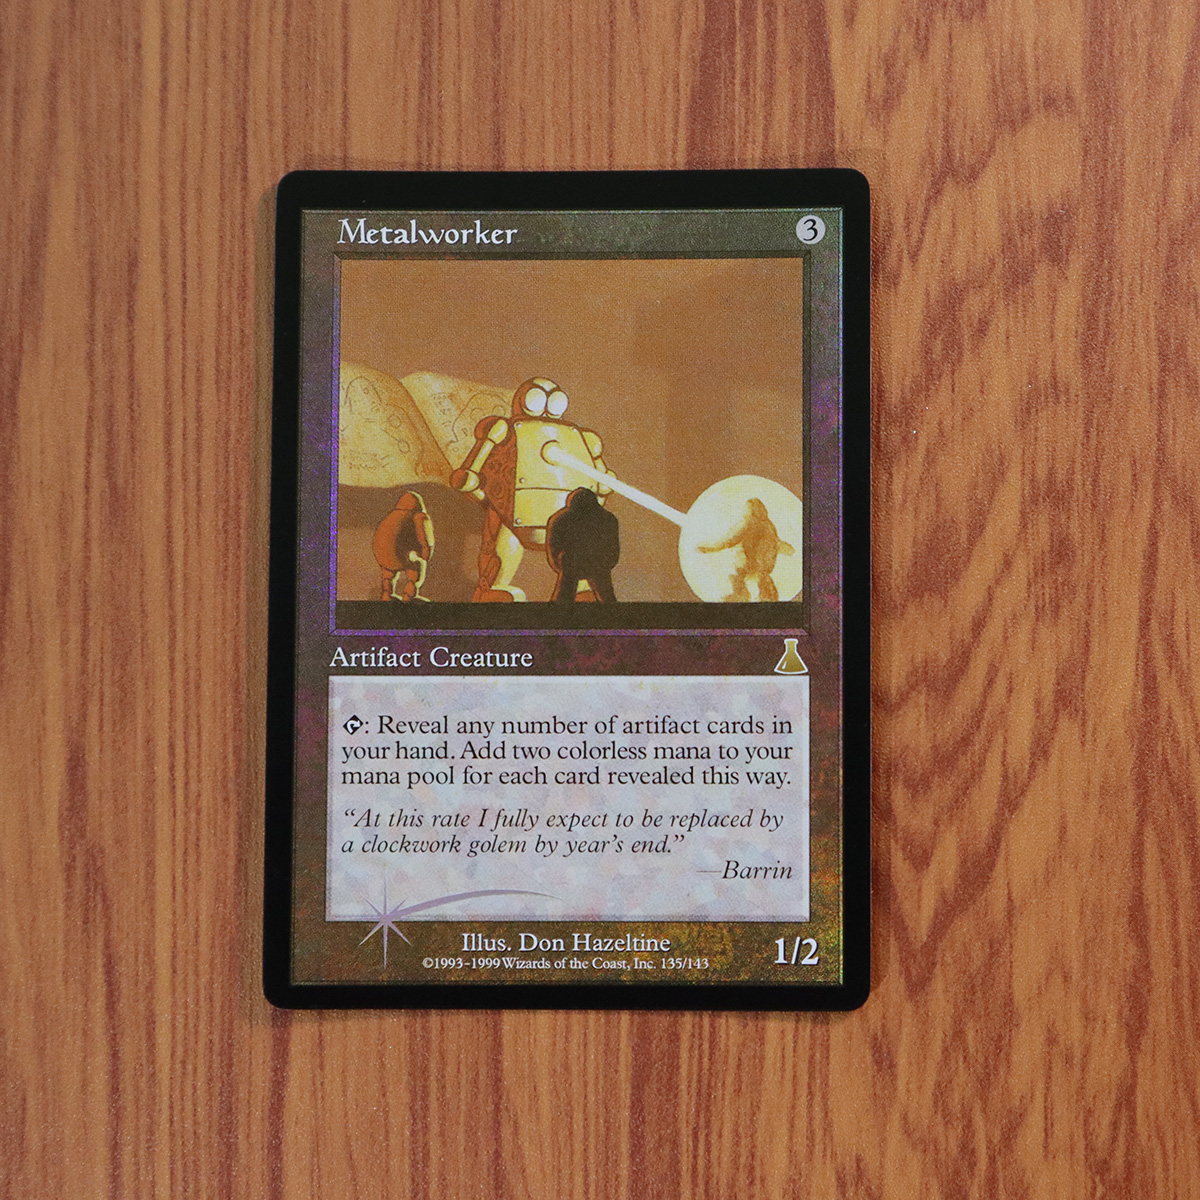 Metalworker 3
Artifact Creature
: Reveal any number of artifact cards in
your hand. Add two colorless mana to your
mana pool for each card revealed this way.
“At this rate I fully expect to be replaced by
a clockwork golem by year’s end.”
—Barrin
Illus. Don Hazeltine
©1993–1999 Wizards of the Coast, Inc. 135/143
1/2